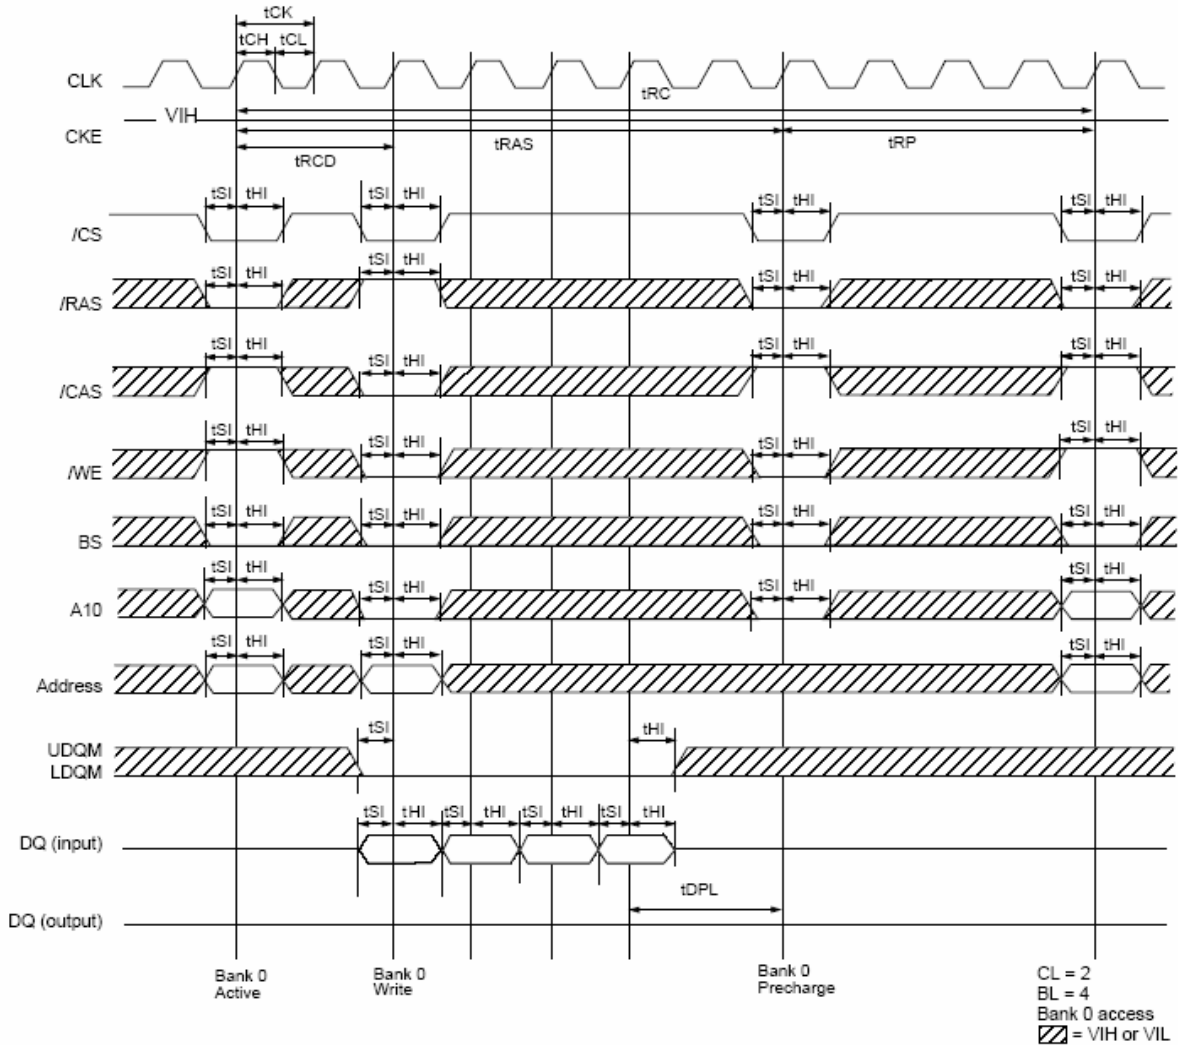 tCK
tCH tCL
CLK
tRC
VIH
CKE
tRAS tRP
tRCD
tSI tHI tSI tHI tSI tHI tSI tHI
/CS
tSI tHI tSI tHI tSI tHI tSI tHI
/RAS
tSI tHI tSI tHI tSI tHI tSI tHI
/CAS
tSI tHI tSI tHI tSI tHI tSI tHI
/WE
tSI tHI tSI tHI tSI tHI tSI tHI
BS
tSI tHI tSI tHI tSI tHI tSI tHI
A10
tSI tHI tSI tHI tSI tHI
Address
tSI tHI
UDQM
LDQM
tSI tHI tSI tHI tSI tHI tSI tHI
DQ (input)
tDPL
DQ (output)
Bank 0
Active
Bank 0
Write
Bank 0
Precharge
CL = 2
BL = 4
Bank 0 access
= VIH or VIL